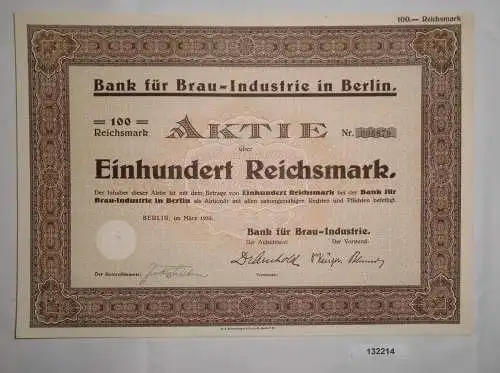 100.— Reichsmark
Bank für Brau-Industrie in Berlin.
100
Reichsmark
AKTIE
Nr.
über
Einhundert Reichsmark.
Der Inhaber dieser Aktie ist mit dem Betrage von Einhundert Reichsmark bei der Bank für
Brau-Industrie in Berlin als Aktionär mit allen satzungsmäßigen Rechten und Pflichten beteiligt.
BERLIN, im März
Bank für Brau-Industrie.
Der Aufsichtsrat: Der Vorstand:
Der Kontrollbeamte:
Vorsitzender.
132214